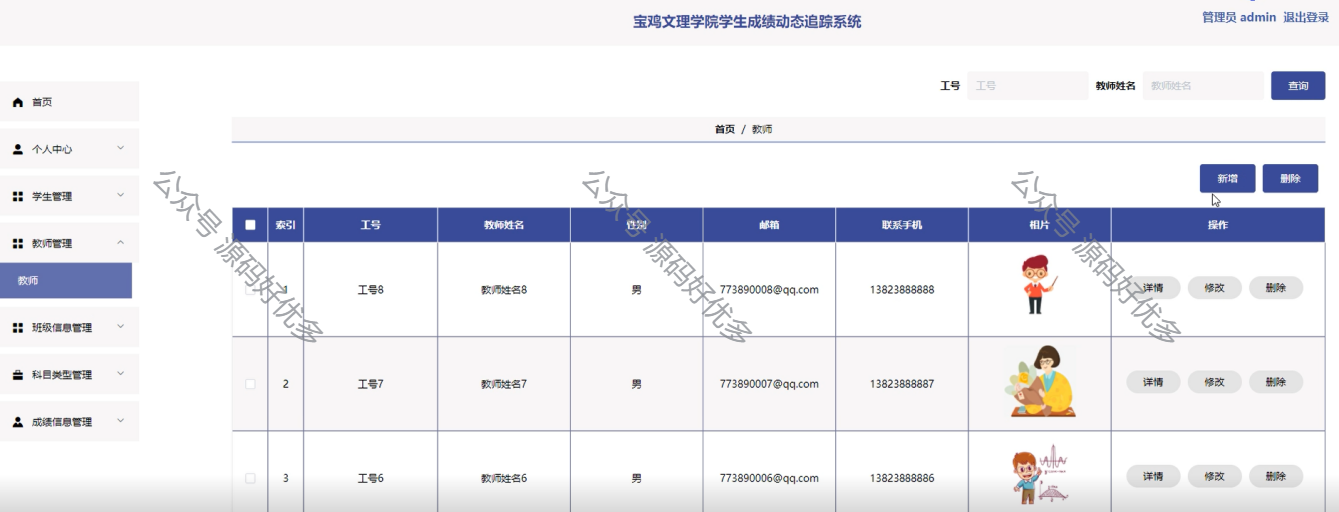 宝鸡文理学院学生成绩动态追踪系统
管理员 admin 退出登录
首页
个人中心
学生管理
教师管理
教师
班级信息管理
科目类型管理
成绩信息管理
工号 工号 教师姓名 教师姓名 查询
首页 / 教师
新增 删除
索引 工号 教师姓名 性别 邮箱 联系手机 相片 操作
1 工号8 教师姓名8 男 773890008@qq.com 13823888888 详情 修改 删除
2 工号7 教师姓名7 男 773890007@qq.com 13823888887 详情 修改 删除
3 工号6 教师姓名6 男 773890006@qq.com 13823888886 详情 修改 删除
公众号 源码好优多
公众号 源码好优多
公众号 源码好优多